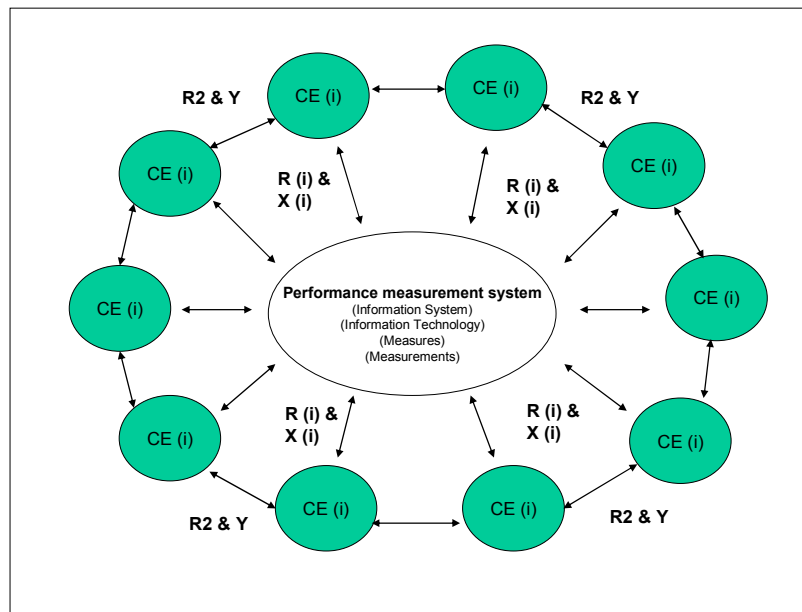 CE (i)
CE (i)
R2 & Y
R2 & Y
CE (i)
CE (i)
R (i) &
X (i)
R (i) &
X (i)
CE (i)
CE (i)
Performance measurement system
(Information System)
(Information Technology)
(Measures)
(Measurements)
R (i) &
X (i)
R (i) &
X (i)
CE (i)
CE (i)
CE (i)
CE (i)
R2 & Y
R2 & Y